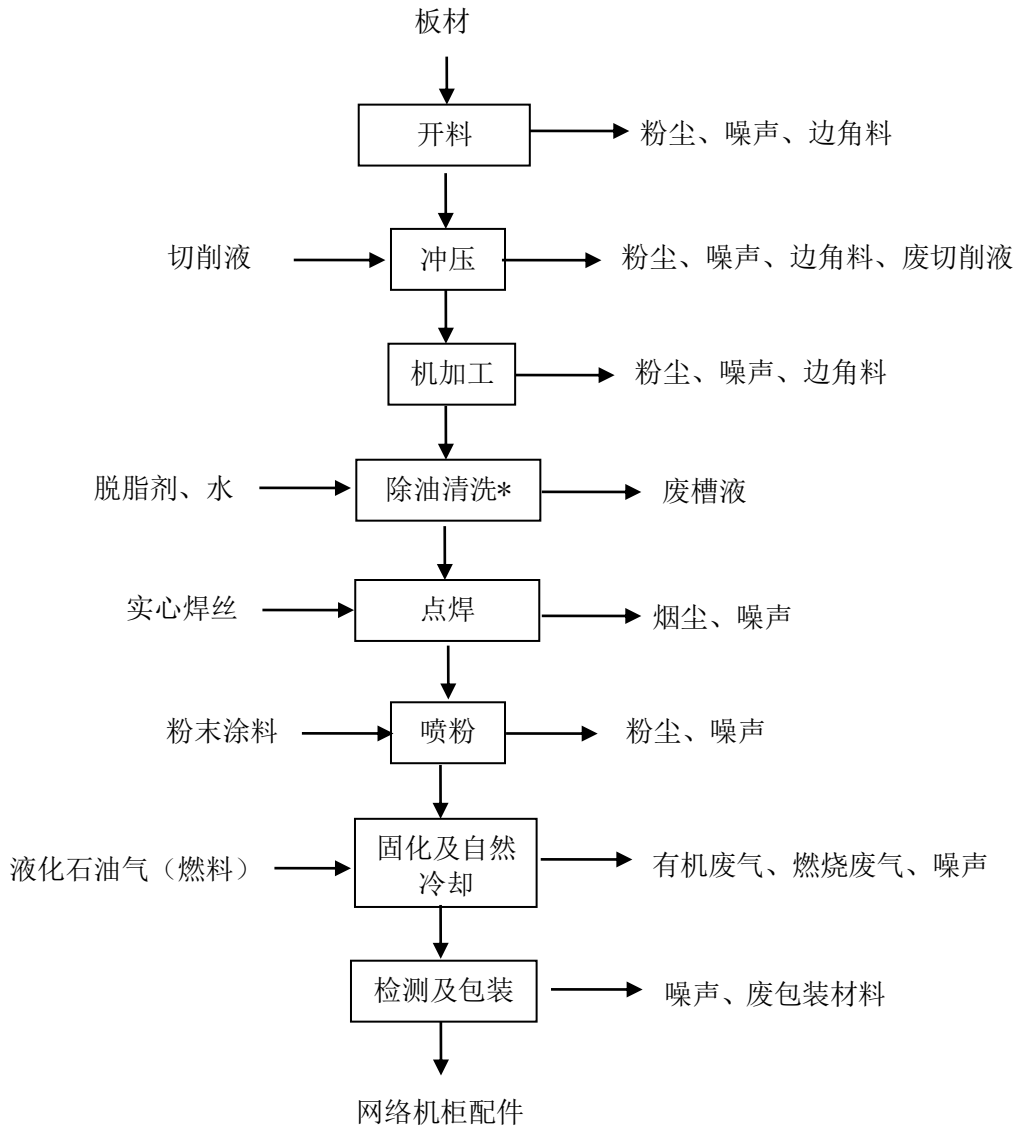 板材
开料
粉尘、噪声、边角料
切削液
冲压
粉尘、噪声、边角料、废切削液
机加工
粉尘、噪声、边角料
脱脂剂、水
除油清洗*
废槽液
实心焊丝
点焊
烟尘、噪声
粉末涂料
喷粉
粉尘、噪声
液化石油气（燃料）
固化及自然
冷却
有机废气、燃烧废气、噪声
检测及包装
噪声、废包装材料
网络机柜配件